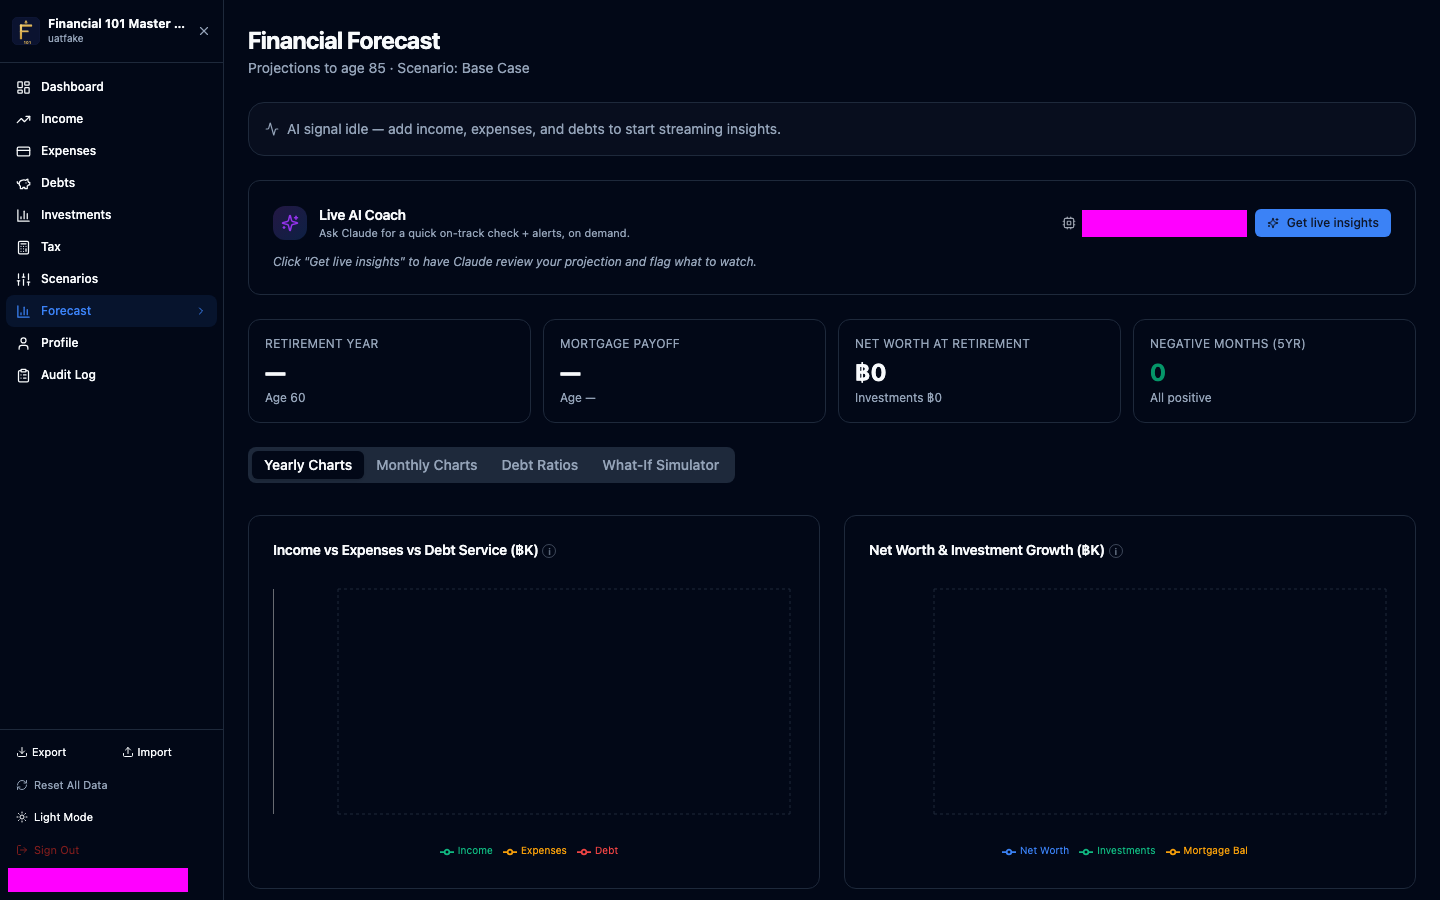 Financial 101 Master ...
uatfake
Dashboard
Income
Expenses
Debts
Investments
Tax
Scenarios
Forecast
Profile
Audit Log
Export
Import
Reset All Data
Light Mode
Sign Out
Financial Forecast
Projections to age 85 · Scenario: Base Case
AI signal idle — add income, expenses, and debts to start streaming insights.
Live AI Coach
Ask Claude for a quick on-track check + alerts, on demand.
Get live insights
Click "Get live insights" to have Claude review your projection and flag what to watch.
RETIREMENT YEAR
—
Age 60
MORTGAGE PAYOFF
—
Age —
NET WORTH AT RETIREMENT
฿0
Investments ฿0
NEGATIVE MONTHS (5YR)
0
All positive
Yearly Charts
Monthly Charts
Debt Ratios
What-If Simulator
Income vs Expenses vs Debt Service (฿K)
Income
Expenses
Debt
Net Worth & Investment Growth (฿K)
Net Worth
Investments
Mortgage Bal